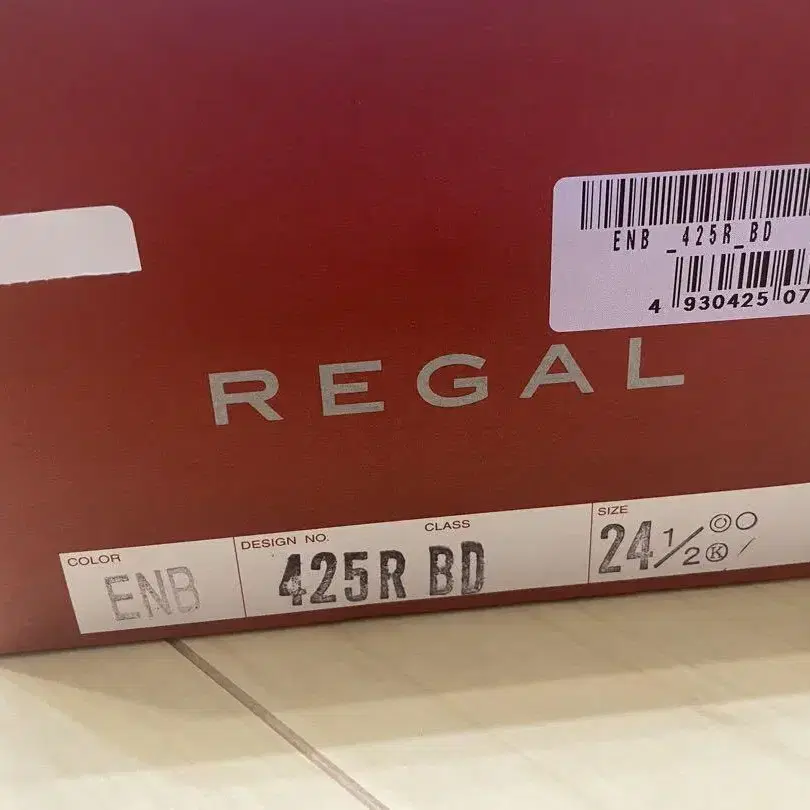 ENB _425R_BD
4 930425 07
REGAL
COLOR
ENB
DESIGN NO.
CLASS
425R BD
SIZE
24 1/2 ◎○
Ⓚ /